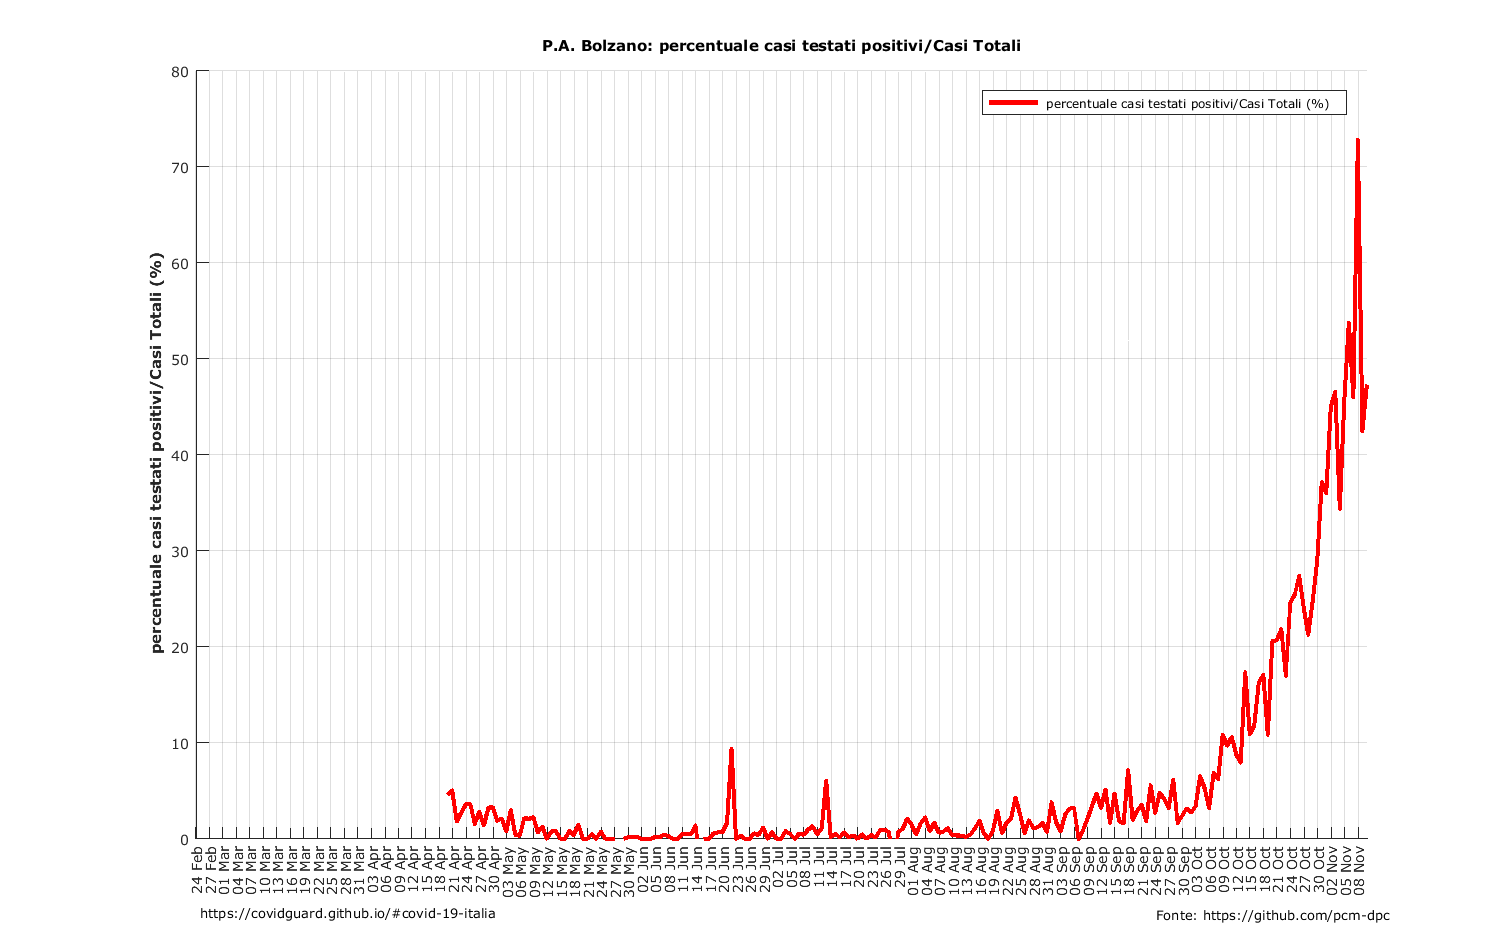 P.A. Bolzano: percentuale casi testati positivi/Casi Totali
percentuale casi testati positivi/Casi Totali (%)
percentuale casi testati positivi/Casi Totali (%)
80
70
60
50
40
30
20
10
0
24 Feb
27 Feb
01 Mar
04 Mar
07 Mar
10 Mar
13 Mar
16 Mar
19 Mar
22 Mar
25 Mar
28 Mar
31 Mar
03 Apr
06 Apr
09 Apr
12 Apr
15 Apr
18 Apr
21 Apr
24 Apr
27 Apr
30 Apr
03 May
06 May
09 May
12 May
15 May
18 May
21 May
24 May
27 May
30 May
02 Jun
05 Jun
08 Jun
11 Jun
14 Jun
17 Jun
20 Jun
23 Jun
26 Jun
29 Jun
02 Jul
05 Jul
08 Jul
11 Jul
14 Jul
17 Jul
20 Jul
23 Jul
26 Jul
29 Jul
01 Aug
04 Aug
07 Aug
10 Aug
13 Aug
16 Aug
19 Aug
22 Aug
25 Aug
28 Aug
31 Aug
03 Sep
06 Sep
09 Sep
12 Sep
15 Sep
18 Sep
21 Sep
24 Sep
27 Sep
30 Sep
03 Oct
06 Oct
09 Oct
12 Oct
15 Oct
18 Oct
21 Oct
24 Oct
27 Oct
30 Oct
02 Nov
05 Nov
08 Nov
https://covidguard.github.io/#covid-19-italia
Fonte: https://github.com/pcm-dpc